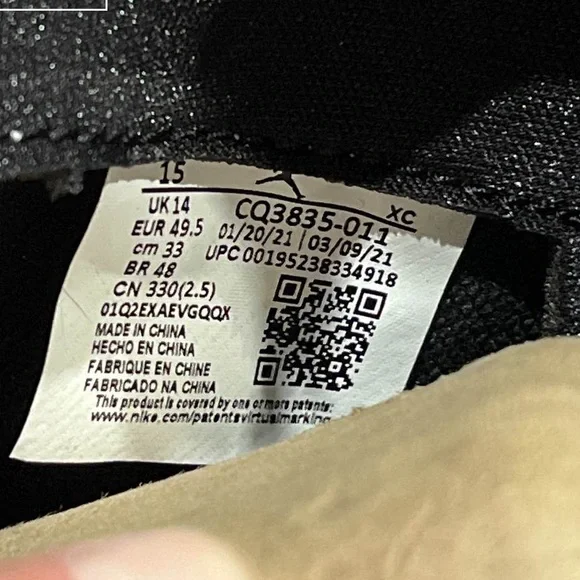 15
UK 14
EUR 49.5
cm 33
BR 48
CN 330(2.5)
01Q2EXAEVGQQX
CQ3835-011 XC
01/20/21 | 03/09/21
UPC 00195238334918
MADE IN CHINA
HECHO EN CHINA
FABRIQUE EN CHINE
FABRICADO NA CHINA
This product is covered by one or more patents:
www.nike.com/patentsvirtualmarking